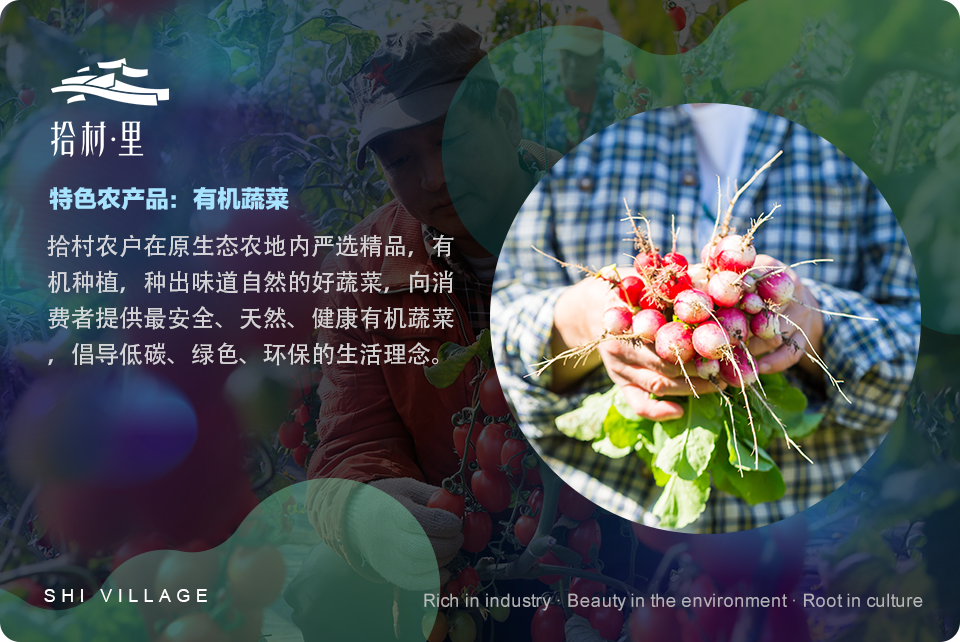 拾村·里
特色农产品：有机蔬菜
拾村农户在原生态农地内严选精品，有
机种植，种出味道自然的好蔬菜，向消
费者提供最安全、天然、健康有机蔬菜
，倡导低碳、绿色、环保的生活理念。
SHI VILLAGE
Rich in industry · Beauty in the environment · Root in culture